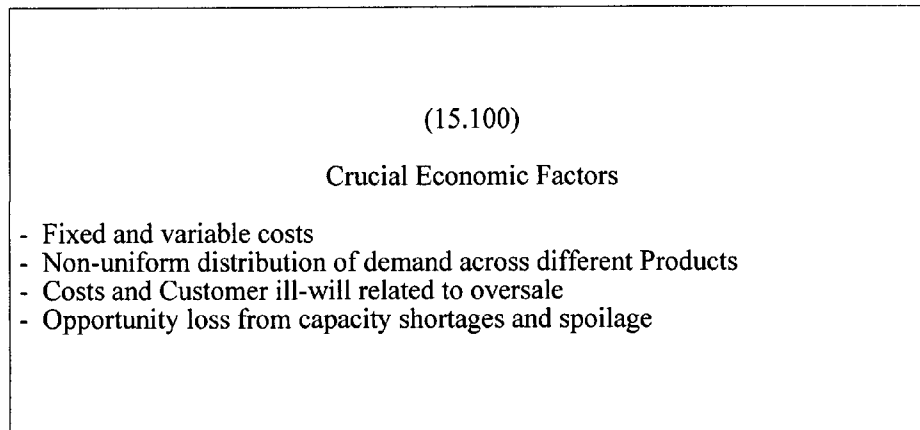 (15.100)
Crucial Economic Factors
- Fixed and variable costs
- Non-uniform distribution of demand across different Products
- Costs and Customer ill-will related to oversale
- Opportunity loss from capacity shortages and spoilage